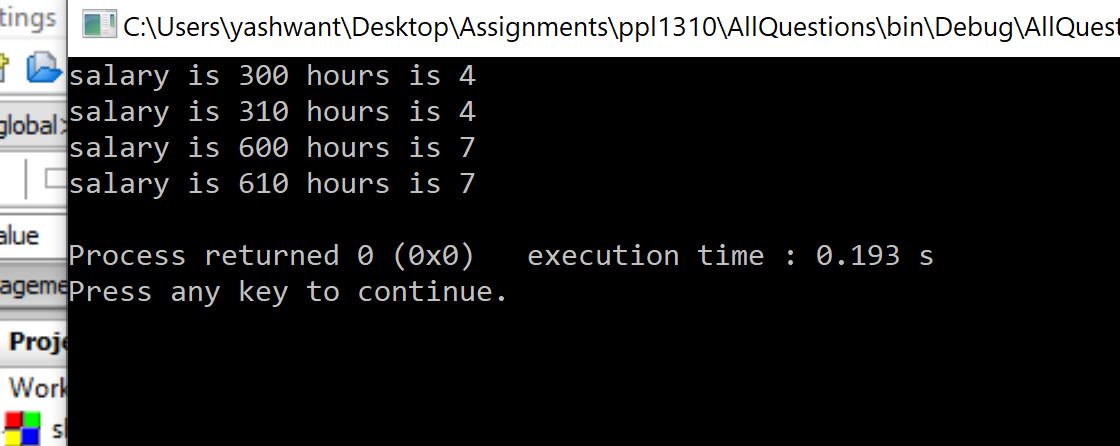 tings
C:\Users\yashwant\Desktop\Assignments\ppl1310\AllQuestions\bin\Debug\AllQuest
salary is 300 hours is 4
salary is 310 hours is 4
global>
salary is 600 hours is 7
salary is 610 hours is 7
alue
Process returned 0 (0x0)   execution time : 0.193 s
ageme
Press any key to continue.
Proje
Work
sl